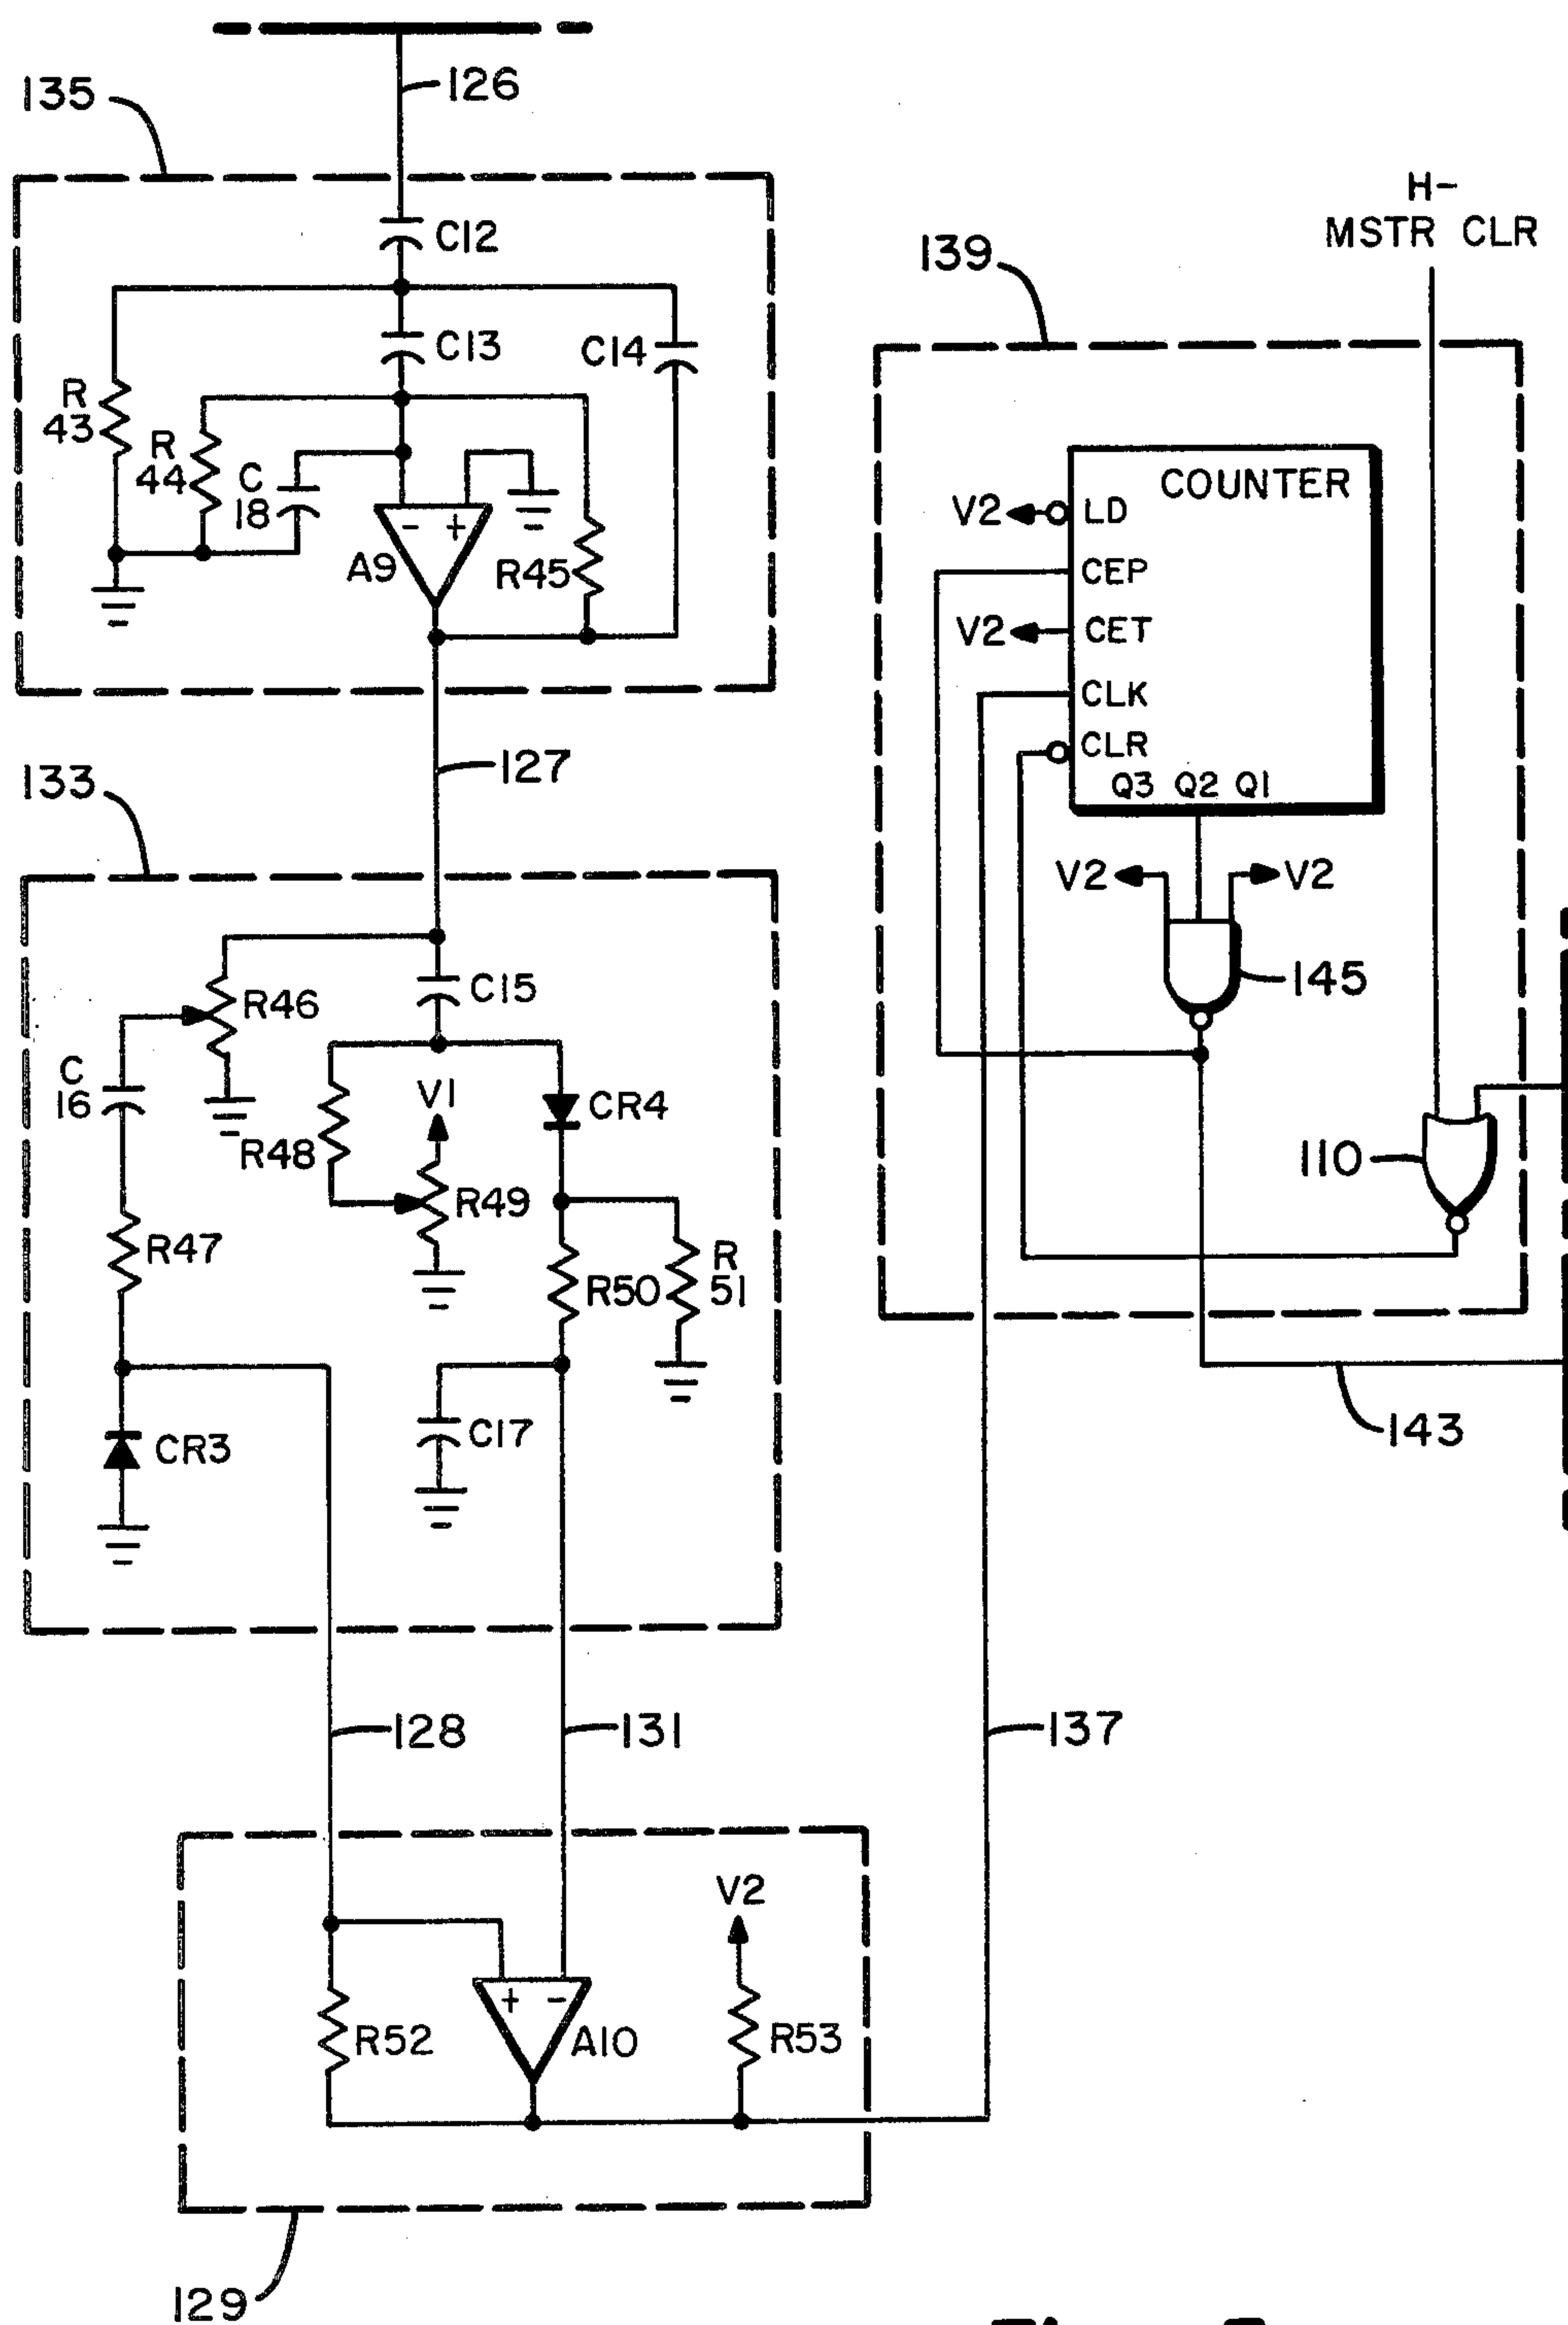 126
135
C12
C13
C14
R
43
R
44
C
18
- +
A9
R45
127
133
C15
R46
C
16
V1
CR4
R48
R49
R47
R50
R
51
CR3
C17
128
131
137
V2
+ -
R52
A10
R53
129
H-
MSTR CLR
139
COUNTER
V2
LD
CEP
V2
CET
CLK
CLR
Q3 Q2 Q1
V2
V2
145
110
143